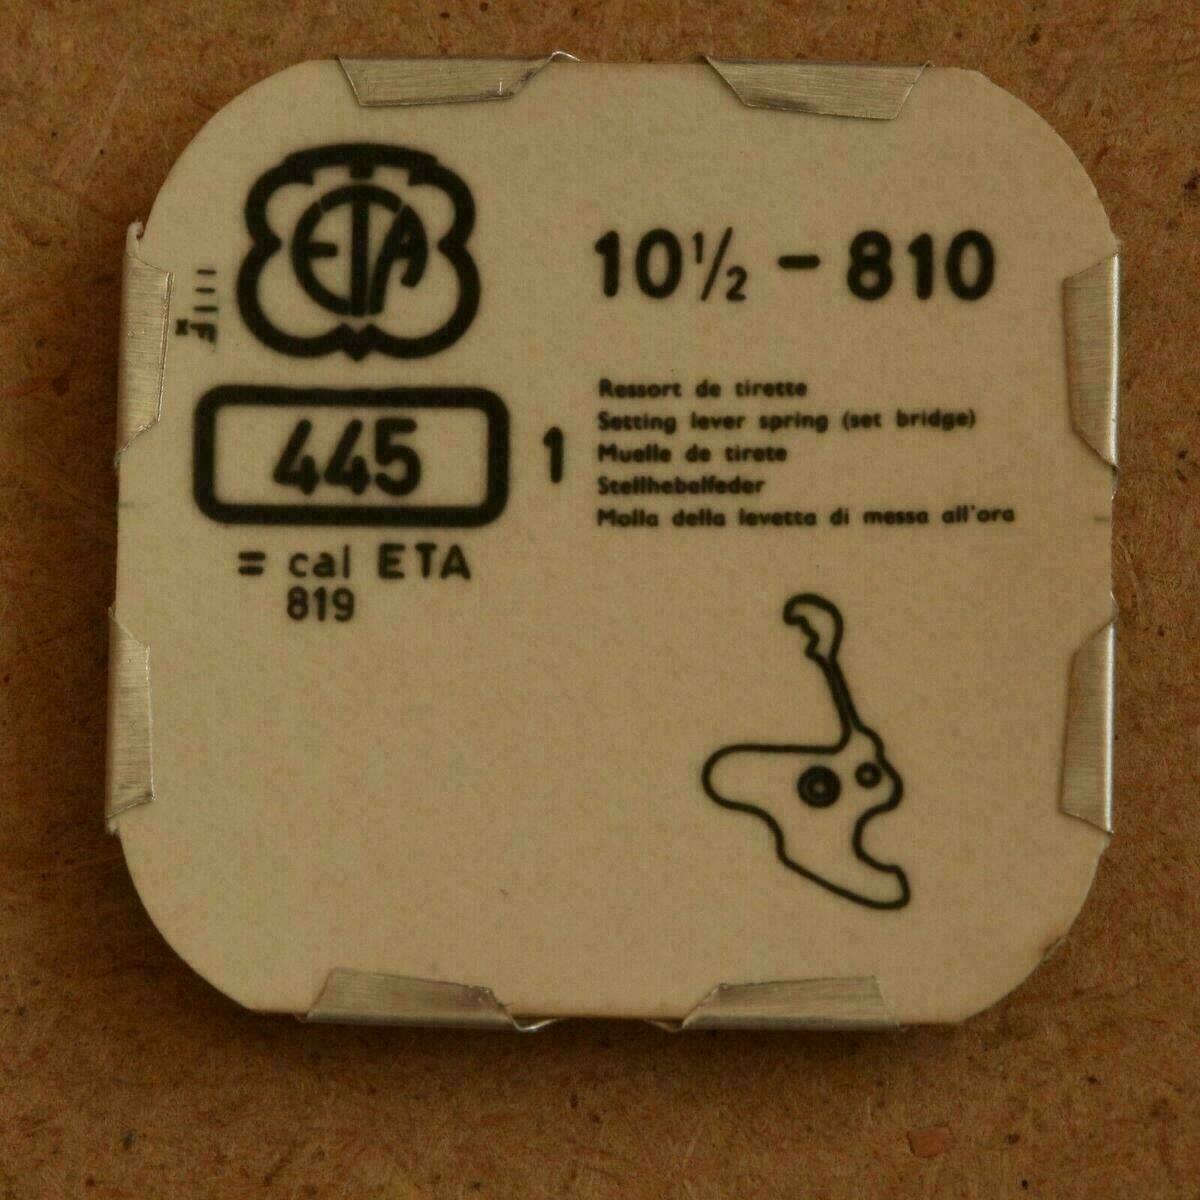 ETA
10½ – 810
445
1
Ressort de tirette
Setting lever spring (set bridge)
Muelle de tirete
Stellhebelfeder
Molla della levetta di messa all'ora
= cal ETA
819